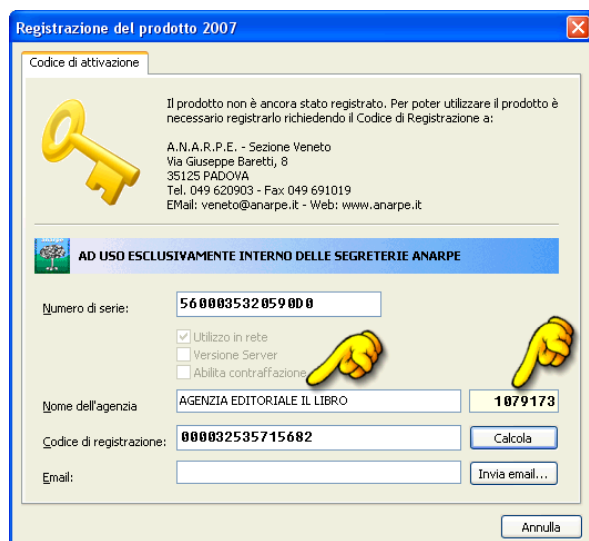 Registrazione del prodotto 2007
Codice di attivazione
Il prodotto non è ancora stato registrato. Per poter utilizzare il prodotto è
necessario registrarlo richiedendo il Codice di Registrazione a:
A.N.A.R.P.E. - Sezione Veneto
Via Giuseppe Baretti, 8
35125 PADOVA
Tel. 049 620903 - Fax 049 691019
EMail: veneto@anarpe.it - Web: www.anarpe.it
anarpe
AD USO ESCLUSIVAMENTE INTERNO DELLE SEGRETERIE ANARPE
Numero di serie: 5600035320590D0
Utilizzo in rete
Versione Server
Abilita contraffazione
Nome dell'agenzia AGENZIA EDITORIALE IL LIBRO 1079173
Codice di registrazione: 000032535715682 Calcola
Email: Invia email...
Annulla